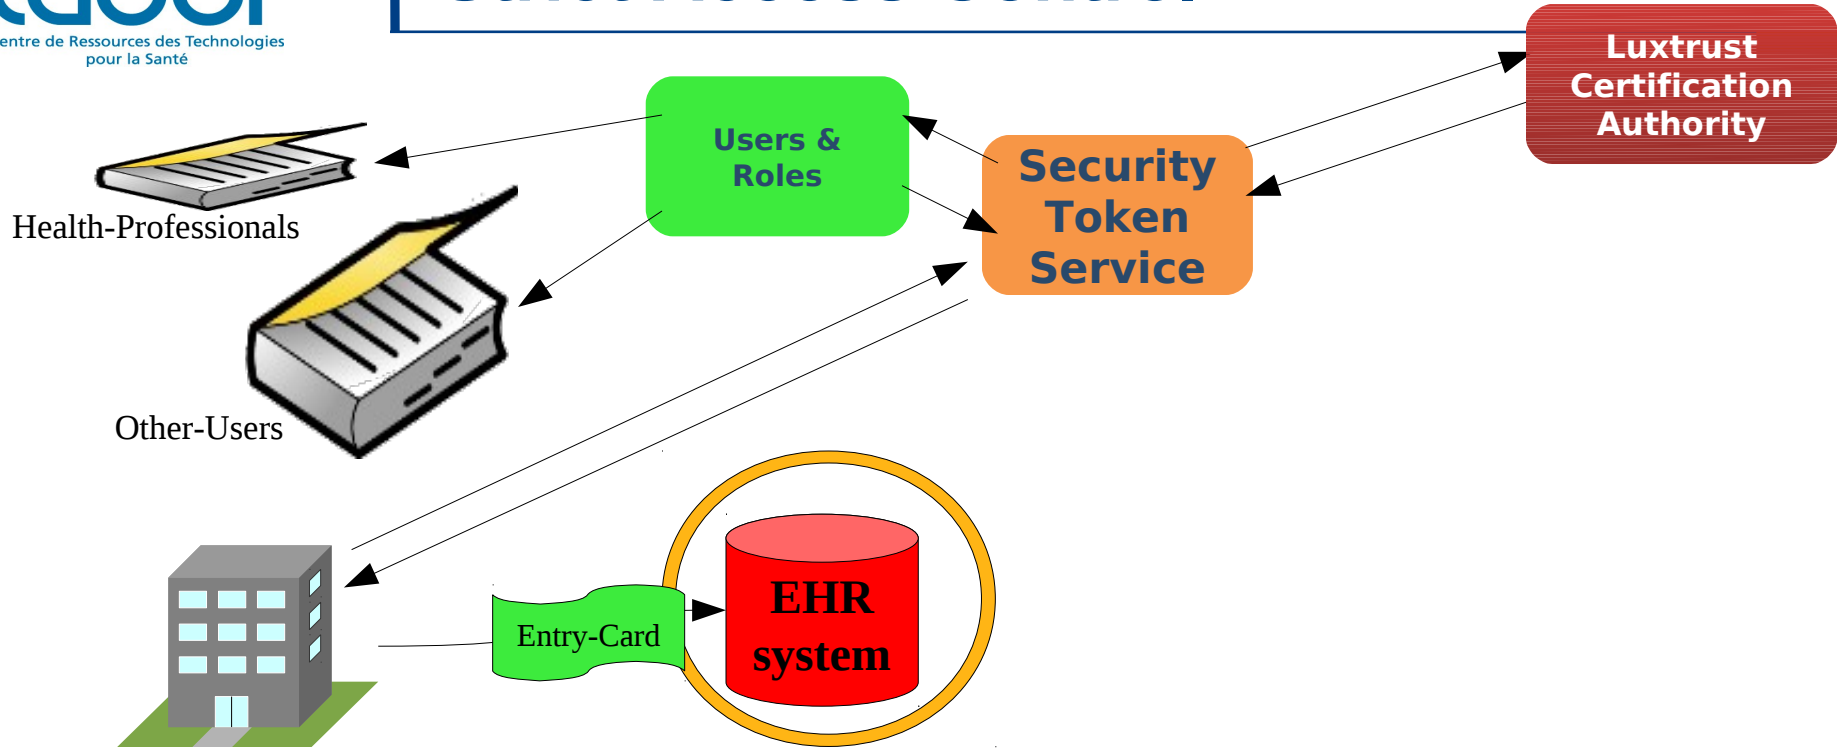 entre de Ressources des Technologies
pour la Santé
Luxtrust
Certification
Authority
Users &
Roles
Security
Token
Service
Health-Professionals
Other-Users
Entry-Card
EHR
system